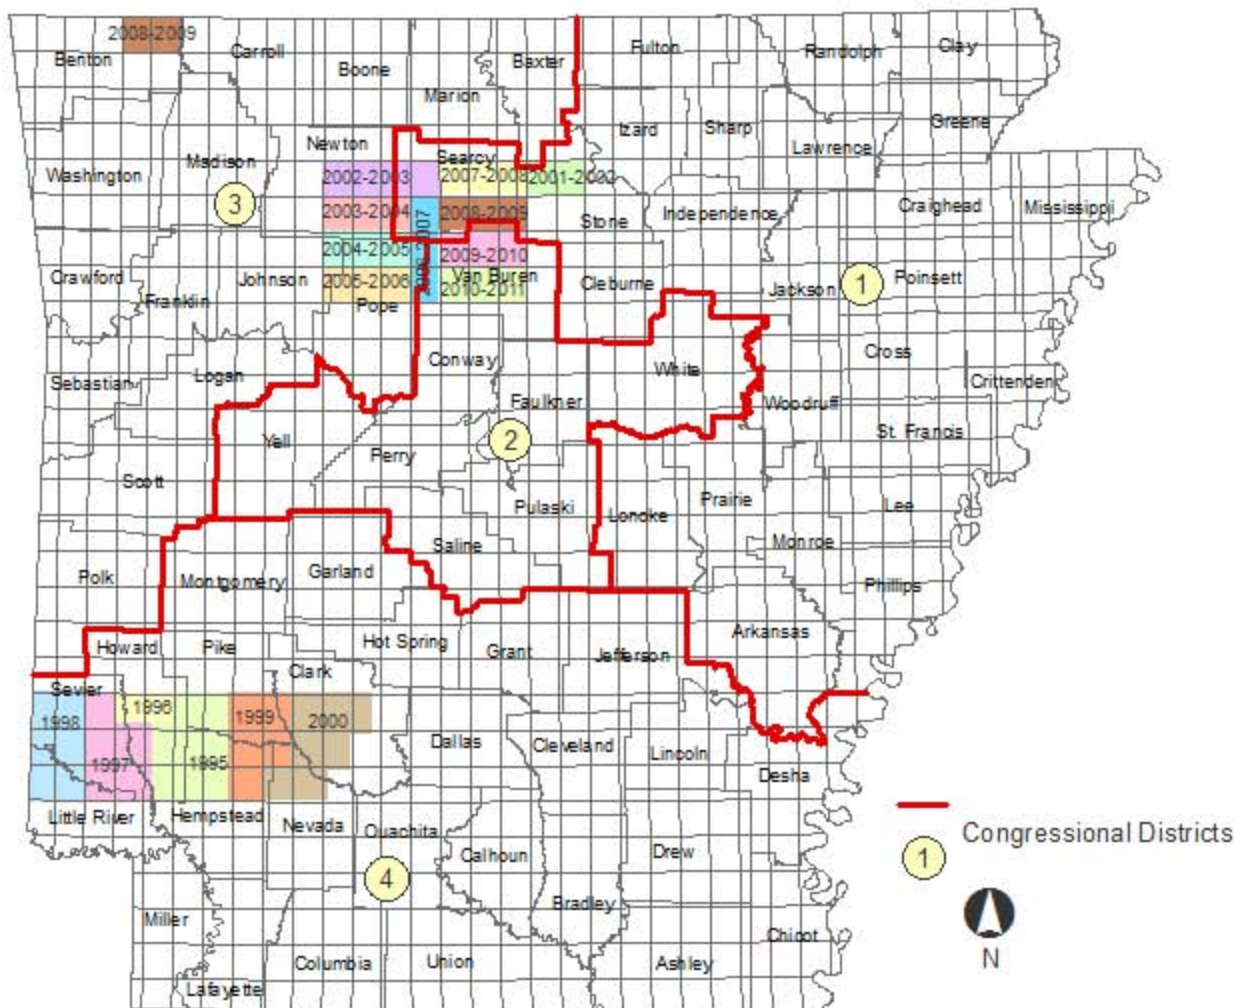 2008-2009
Benton
Carroll
Boone
Baxter
Fulton
Randolph
Clay
Marion
Izard
Sharp
Greene
Newton
Lawrence
Washington
Madison
Searcy
2002-2003
2007-2008
2001-2002
3
2003-2004
2008-2009
Stone
Independence
Craighead
Mississippi
2004-2005
2006-2007
2009-2010
Crawford
Johnson
2005-2006
Van Buren
2010-2011
Cleburne
Jackson
1
Poinsett
Franklin
Pope
Conway
Cross
Sebastian
Logan
White
Crittenden
Faulkner
Woodruff
Yell
2
St. Francis
Perry
Scott
Pulaski
Lonoke
Prairie
Lee
Saline
Monroe
Polk
Montgomery
Garland
Phillips
Howard
Pike
Hot Spring
Grant
Jefferson
Arkansas
Clark
Sevier
1998
1996
1999
2000
Dallas
Cleveland
Lincoln
1997
1995
Desha
Little River
Hempstead
Nevada
Ouachita
Congressional Districts
1
Calhoun
Drew
4
Bradley
Miller
Chicot
N
Columbia
Union
Ashley
Lafayette